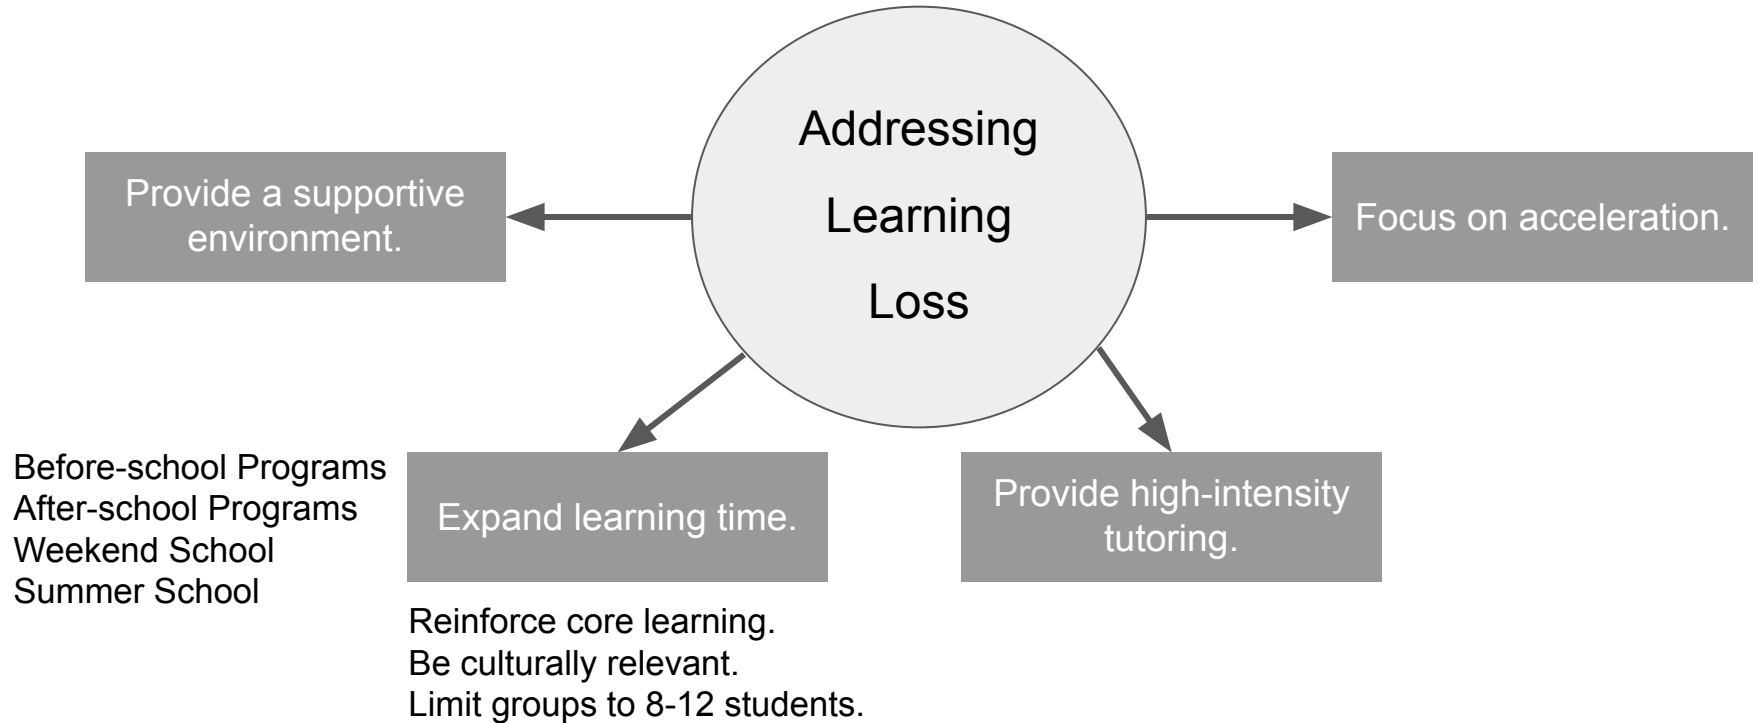 Addressing
Learning
Loss
Provide a supportive
environment.
Focus on acceleration.
Before-school Programs
After-school Programs
Weekend School
Summer School
Expand learning time.
Reinforce core learning.
Be culturally relevant.
Limit groups to 8-12 students.
Provide high-intensity
tutoring.